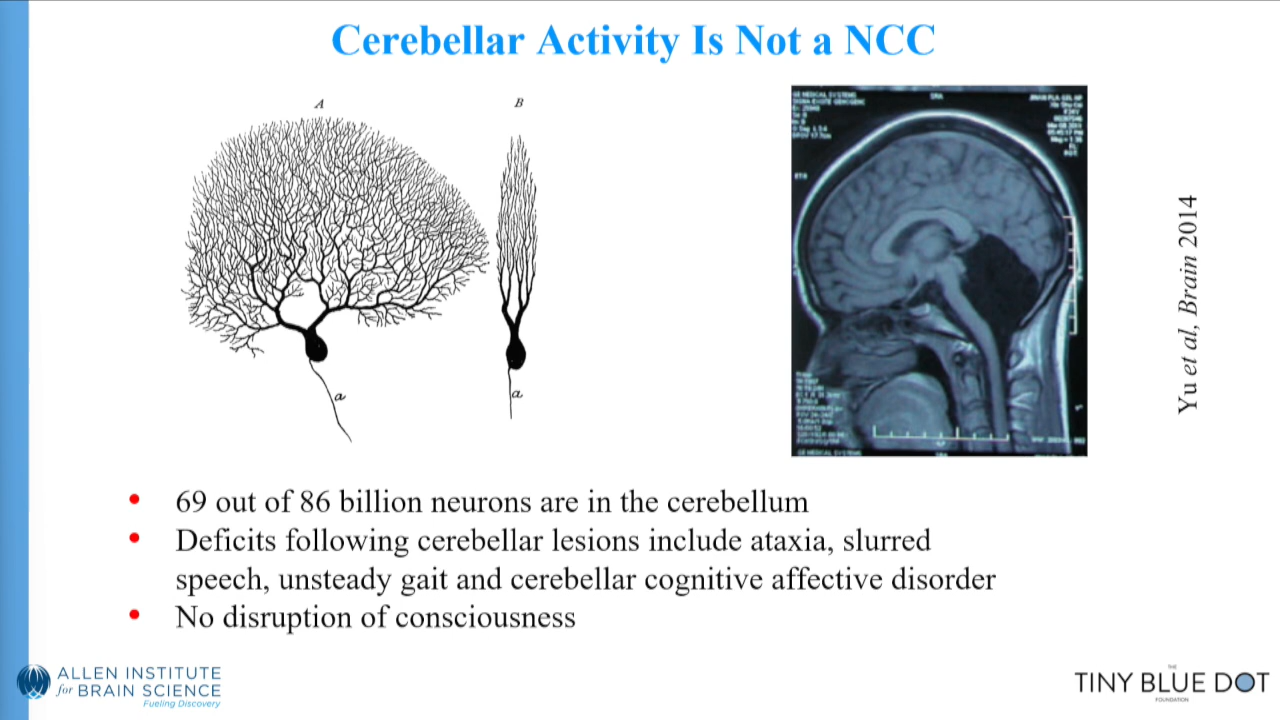 Cerebellar Activity Is Not a NCC
A
B
a
a
Yu et al, Brain 2014
• 69 out of 86 billion neurons are in the cerebellum
• Deficits following cerebellar lesions include ataxia, slurred
speech, unsteady gait and cerebellar cognitive affective disorder
• No disruption of consciousness
ALLEN INSTITUTE
for BRAIN SCIENCE
Fueling Discovery
THE
TINY BLUE DOT
FOUNDATION